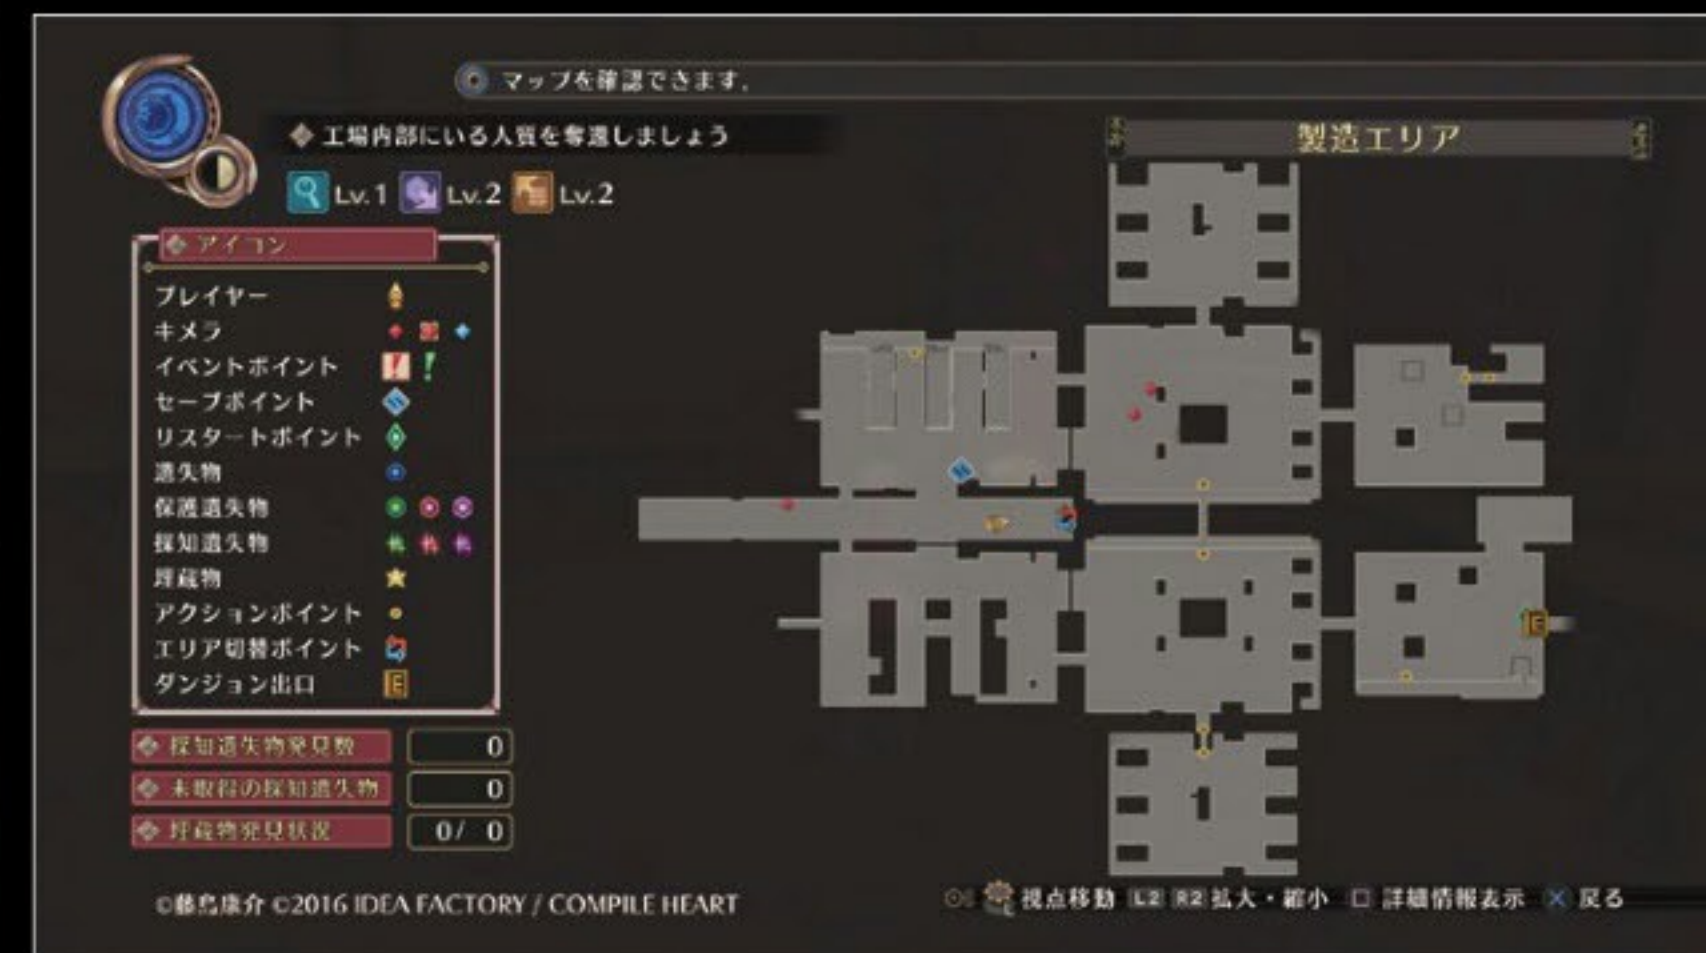 マップを確認できます。
工場内部にいる人質を奪還しましょう
製造エリア
Lv.1 Lv.2 Lv.2
アイコン
プレイヤー
キメラ
イベントポイント
セーブポイント
リスタートポイント
遺失物
保護遺失物
探知遺失物
埋蔵物
アクションポイント
エリア切替ポイント
ダンジョン出口 E
E
探知遺失物発見数 0
未取得の探知遺失物 0
埋蔵物発見状況 0/ 0
©藤島康介 ©2016 IDEA FACTORY / COMPILE HEART
視点移動 L2 R2 拡大・縮小 詳細情報表示 戻る